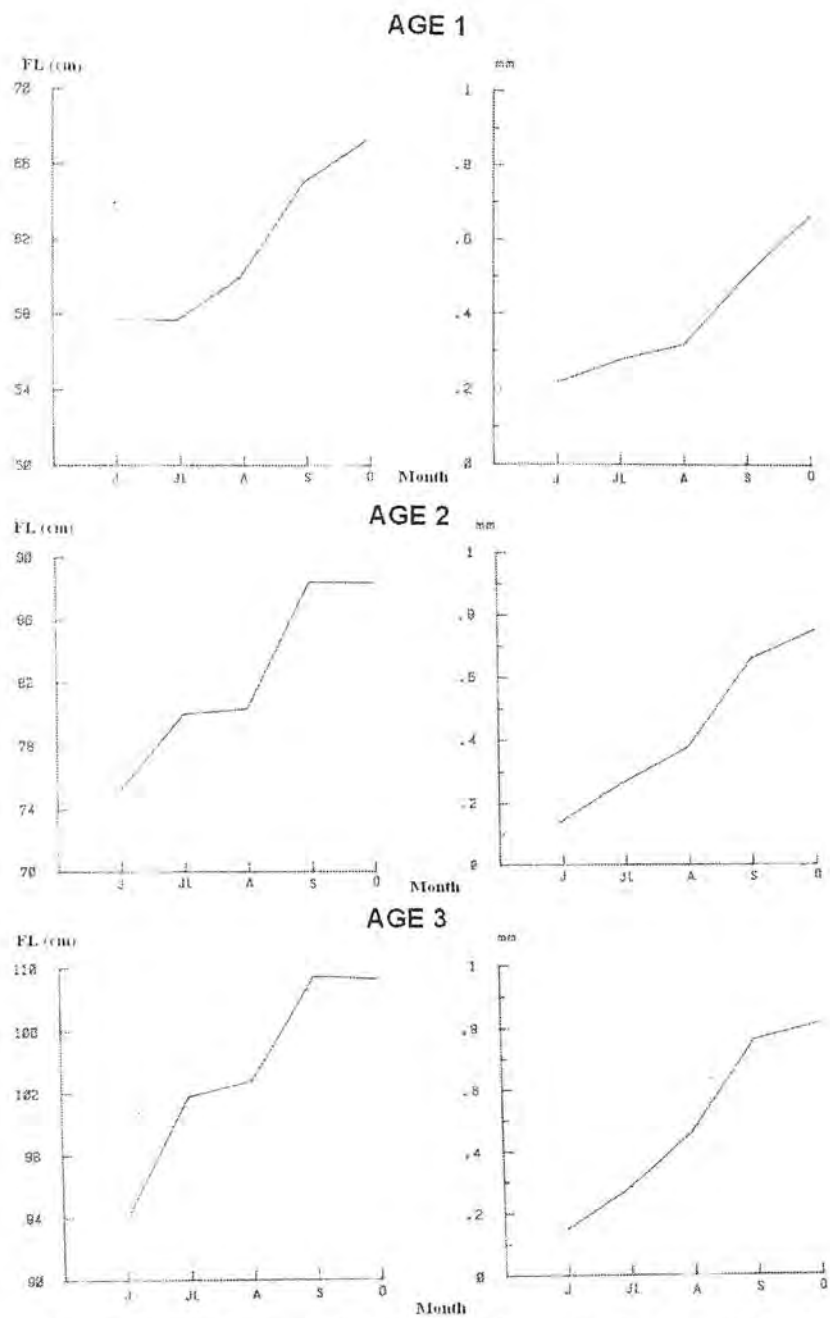 AGE 1
FL (cm)
70
66
62
58
54
50
J JL A S O
Month
mm
1
.8
.6
.4
.2
0
J JL A S O
AGE 2
FL (cm)
90
86
82
78
74
70
J JL A S O
Month
mm
1
.8
.6
.4
.2
0
J JL A S O
AGE 3
FL (cm)
110
106
102
98
94
90
J JL A S O
Month
mm
1
.8
.6
.4
.2
0
J JL A S O